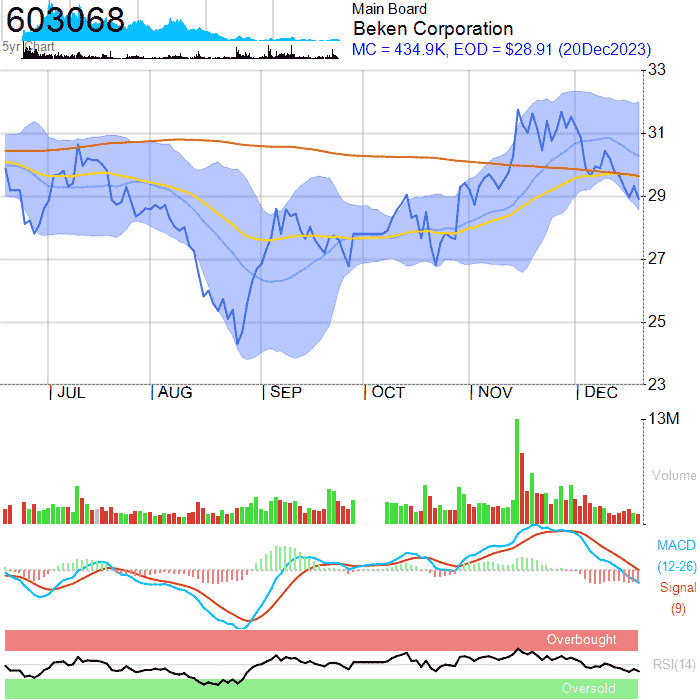 603068
Main Board
Beken Corporation
MC = 434.9K, EOD = $28.91 (20Dec2023)
5yr Chart
33
31
29
27
25
23
JUL AUG SEP OCT NOV DEC
13M
Volume
MACD
(12-26)
Signal
(9)
Overbought
RSI(14)
Oversold